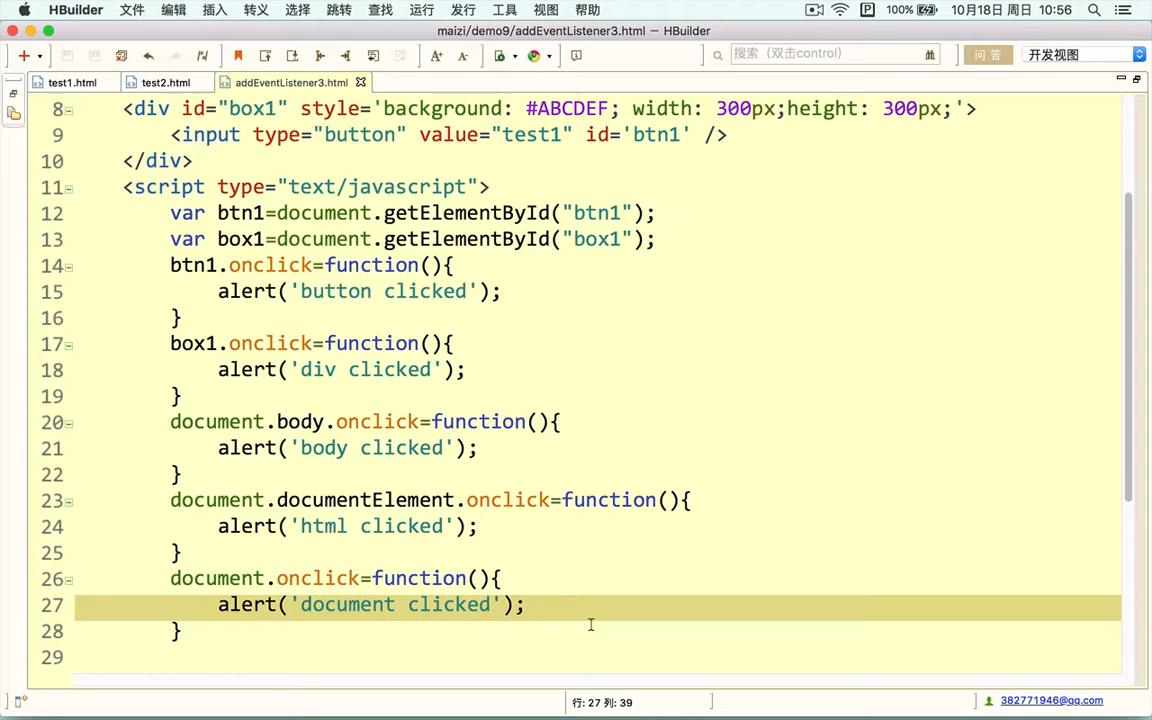 HBuilder 文件 编辑 插入 转义 选择 跳转 查找 运行 发行 工具 视图 帮助 P 100% 10月18日 周日 10:56
maizi/demo9/addEventListener3.html — HBuilder
A+ A- 搜索 (双击control) 问 答 开发视图
test1.html test2.html addEventListener3.html
8 <div id="box1" style='background: #ABCDEF; width: 300px;height: 300px;'>
9 <input type="button" value="test1" id='btn1' />
10 </div>
11 <script type="text/javascript">
12 var btn1=document.getElementById("btn1");
13 var box1=document.getElementById("box1");
14 btn1.onclick=function(){
15 alert('button clicked');
16 }
17 box1.onclick=function(){
18 alert('div clicked');
19 }
20 document.body.onclick=function(){
21 alert('body clicked');
22 }
23 document.documentElement.onclick=function(){
24 alert('html clicked');
25 }
26 document.onclick=function(){
27 alert('document clicked');
28 }
29
行: 27 列: 39 382771946@qq.com